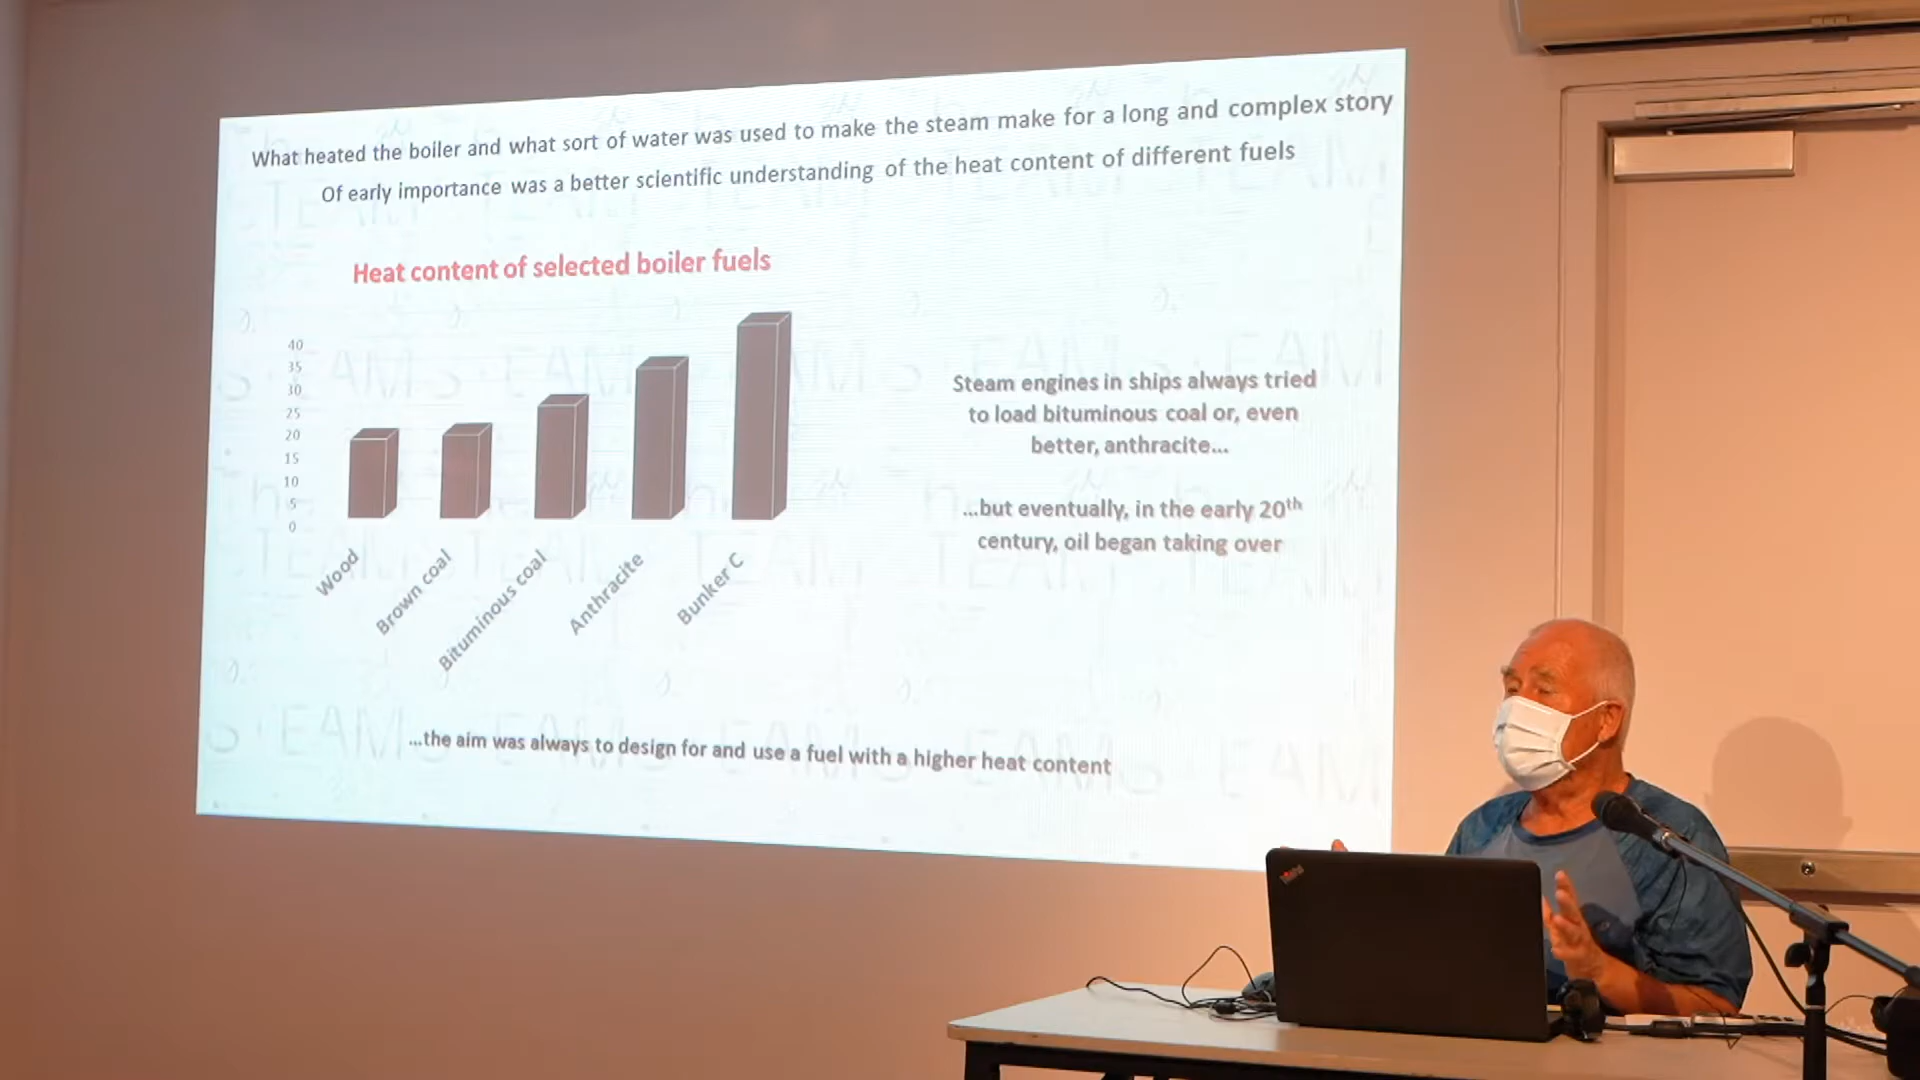 What heated the boiler and what sort of water was used to make the steam make for a long and complex story
Of early importance was a better scientific understanding of the heat content of different fuels
Heat content of selected boiler fuels
40
35
30
25
20
15
10
5
0
Wood
Brown coal
Bituminous coal
Anthracite
Bunker C
Steam engines in ships always tried
to load bituminous coal or, even
better, anthracite...
...but eventually, in the early 20th
century, oil began taking over
...the aim was always to design for and use a fuel with a higher heat content